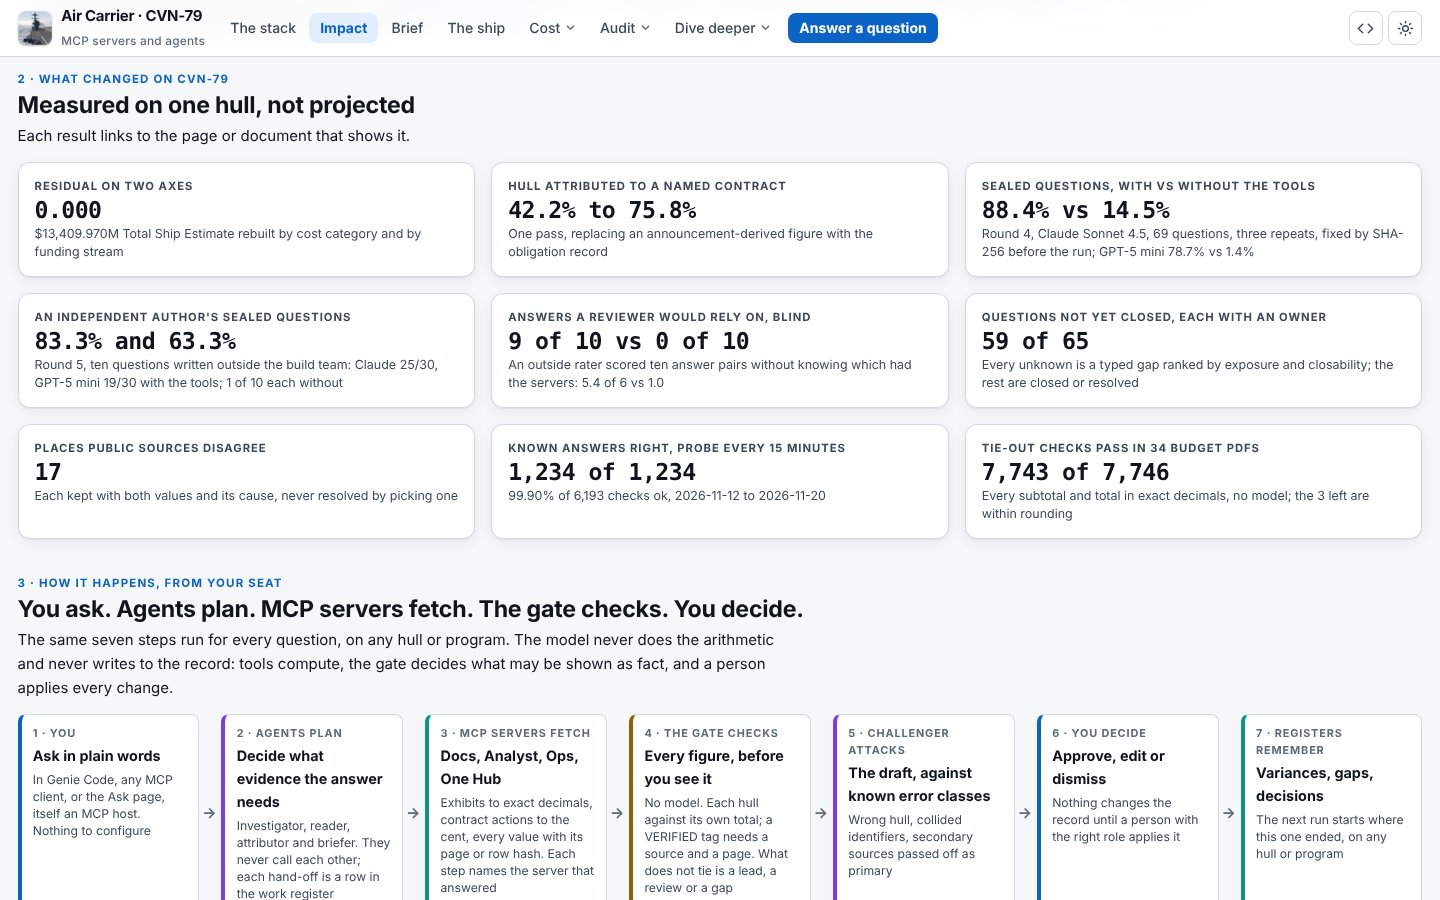 Air Carrier · CVN-79
MCP servers and agents
The stack
Impact
Brief
The ship
Cost
Audit
Dive deeper
Answer a question
2 · WHAT CHANGED ON CVN-79
Measured on one hull, not projected
Each result links to the page or document that shows it.
RESIDUAL ON TWO AXES
0.000
$13,409.970M Total Ship Estimate rebuilt by cost category and by
funding stream
HULL ATTRIBUTED TO A NAMED CONTRACT
42.2% to 75.8%
One pass, replacing an announcement-derived figure with the
obligation record
SEALED QUESTIONS, WITH VS WITHOUT THE TOOLS
88.4% vs 14.5%
Round 4, Claude Sonnet 4.5, 69 questions, three repeats, fixed by SHA-
256 before the run; GPT-5 mini 78.7% vs 1.4%
AN INDEPENDENT AUTHOR'S SEALED QUESTIONS
83.3% and 63.3%
Round 5, ten questions written outside the build team: Claude 25/30,
GPT-5 mini 19/30 with the tools; 1 of 10 each without
ANSWERS A REVIEWER WOULD RELY ON, BLIND
9 of 10 vs 0 of 10
An outside rater scored ten answer pairs without knowing which had
the servers: 5.4 of 6 vs 1.0
QUESTIONS NOT YET CLOSED, EACH WITH AN OWNER
59 of 65
Every unknown is a typed gap ranked by exposure and closability; the
rest are closed or resolved
PLACES PUBLIC SOURCES DISAGREE
17
Each kept with both values and its cause, never resolved by picking one
KNOWN ANSWERS RIGHT, PROBE EVERY 15 MINUTES
1,234 of 1,234
99.90% of 6,193 checks ok, 2026-11-12 to 2026-11-20
TIE-OUT CHECKS PASS IN 34 BUDGET PDFS
7,743 of 7,746
Every subtotal and total in exact decimals, no model; the 3 left are
within rounding
3 · HOW IT HAPPENS, FROM YOUR SEAT
You ask. Agents plan. MCP servers fetch. The gate checks. You decide.
The same seven steps run for every question, on any hull or program. The model never does the arithmetic
and never writes to the record: tools compute, the gate decides what may be shown as fact, and a person
applies every change.
1 · YOU
Ask in plain words
In Genie Code, any MCP
client, or the Ask page,
itself an MCP host.
Nothing to configure
→
2 · AGENTS PLAN
Decide what
evidence the answer
needs
Investigator, reader,
attributor and briefer. They
never call each other;
each hand-off is a row in
the work register
→
3 · MCP SERVERS FETCH
Docs, Analyst, Ops,
One Hub
Exhibits to exact decimals,
contract actions to the
cent, every value with its
page or row hash. Each
step names the server that
answered
→
4 · THE GATE CHECKS
Every figure, before
you see it
No model. Each hull
against its own total; a
VERIFIED tag needs a
source and a page. What
does not tie is a lead, a
review or a gap
→
5 · CHALLENGER
ATTACKS
The draft, against
known error classes
Wrong hull, collided
identifiers, secondary
sources passed off as
primary
→
6 · YOU DECIDE
Approve, edit or
dismiss
Nothing changes the
record until a person with
the right role applies it
→
7 · REGISTERS
REMEMBER
Variances, gaps,
decisions
The next run starts where
this one ended, on any
hull or program